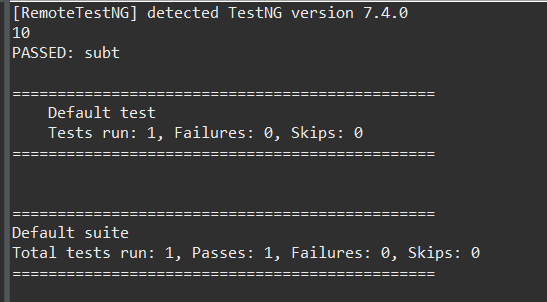 [RemoteTestNG] detected TestNG version 7.4.0
10
PASSED: subt
===============================================
    Default test
    Tests run: 1, Failures: 0, Skips: 0
===============================================
===============================================
Default suite
Total tests run: 1, Passes: 1, Failures: 0, Skips: 0
===============================================